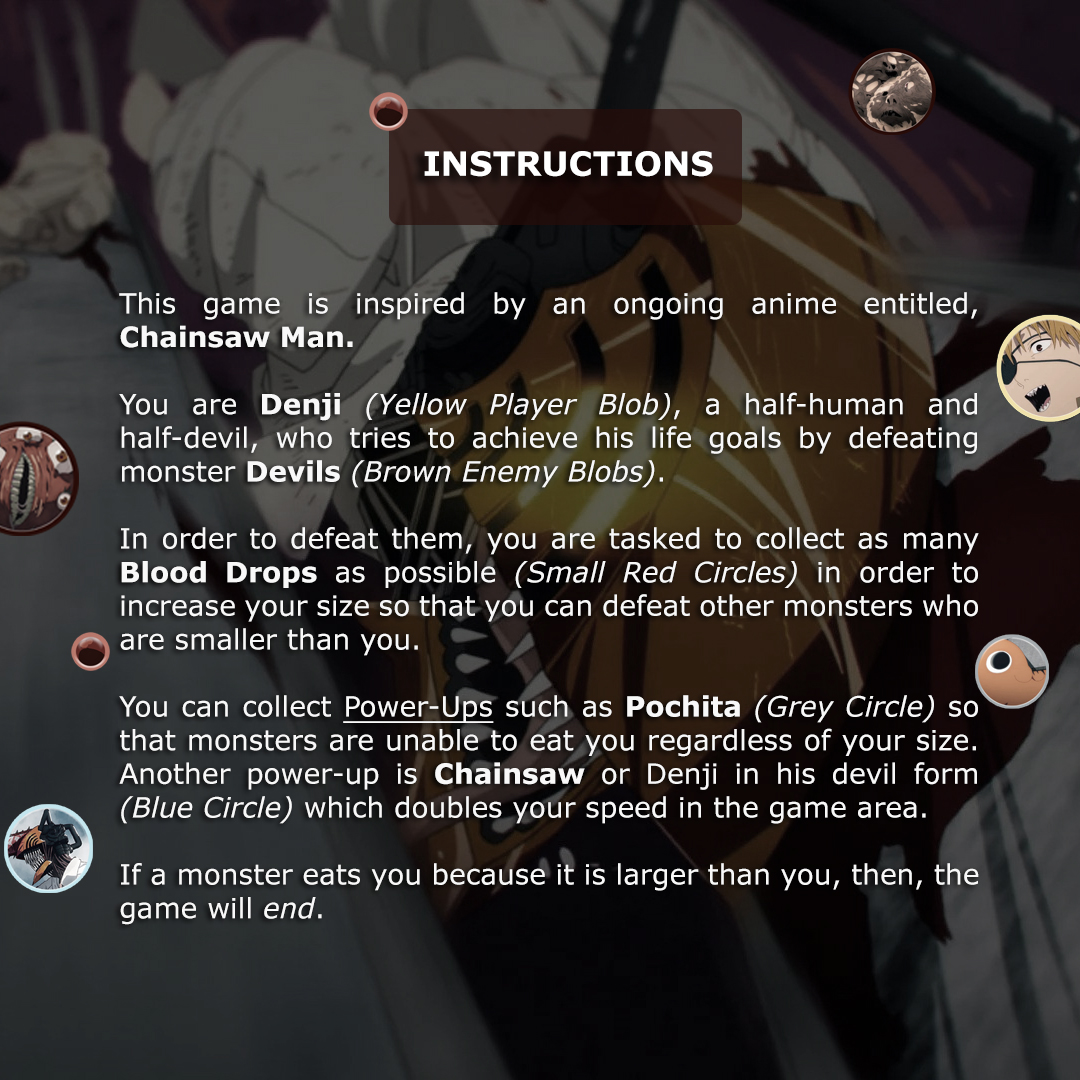 INSTRUCTIONS
This game is inspired by an ongoing anime entitled,
Chainsaw Man.
You are Denji (Yellow Player Blob), a half-human and
half-devil, who tries to achieve his life goals by defeating
monster Devils (Brown Enemy Blobs).
In order to defeat them, you are tasked to collect as many
Blood Drops as possible (Small Red Circles) in order to
increase your size so that you can defeat other monsters who
are smaller than you.
You can collect Power-Ups such as Pochita (Grey Circle) so
that monsters are unable to eat you regardless of your size.
Another power-up is Chainsaw or Denji in his devil form
(Blue Circle) which doubles your speed in the game area.
If a monster eats you because it is larger than you, then, the
game will end.